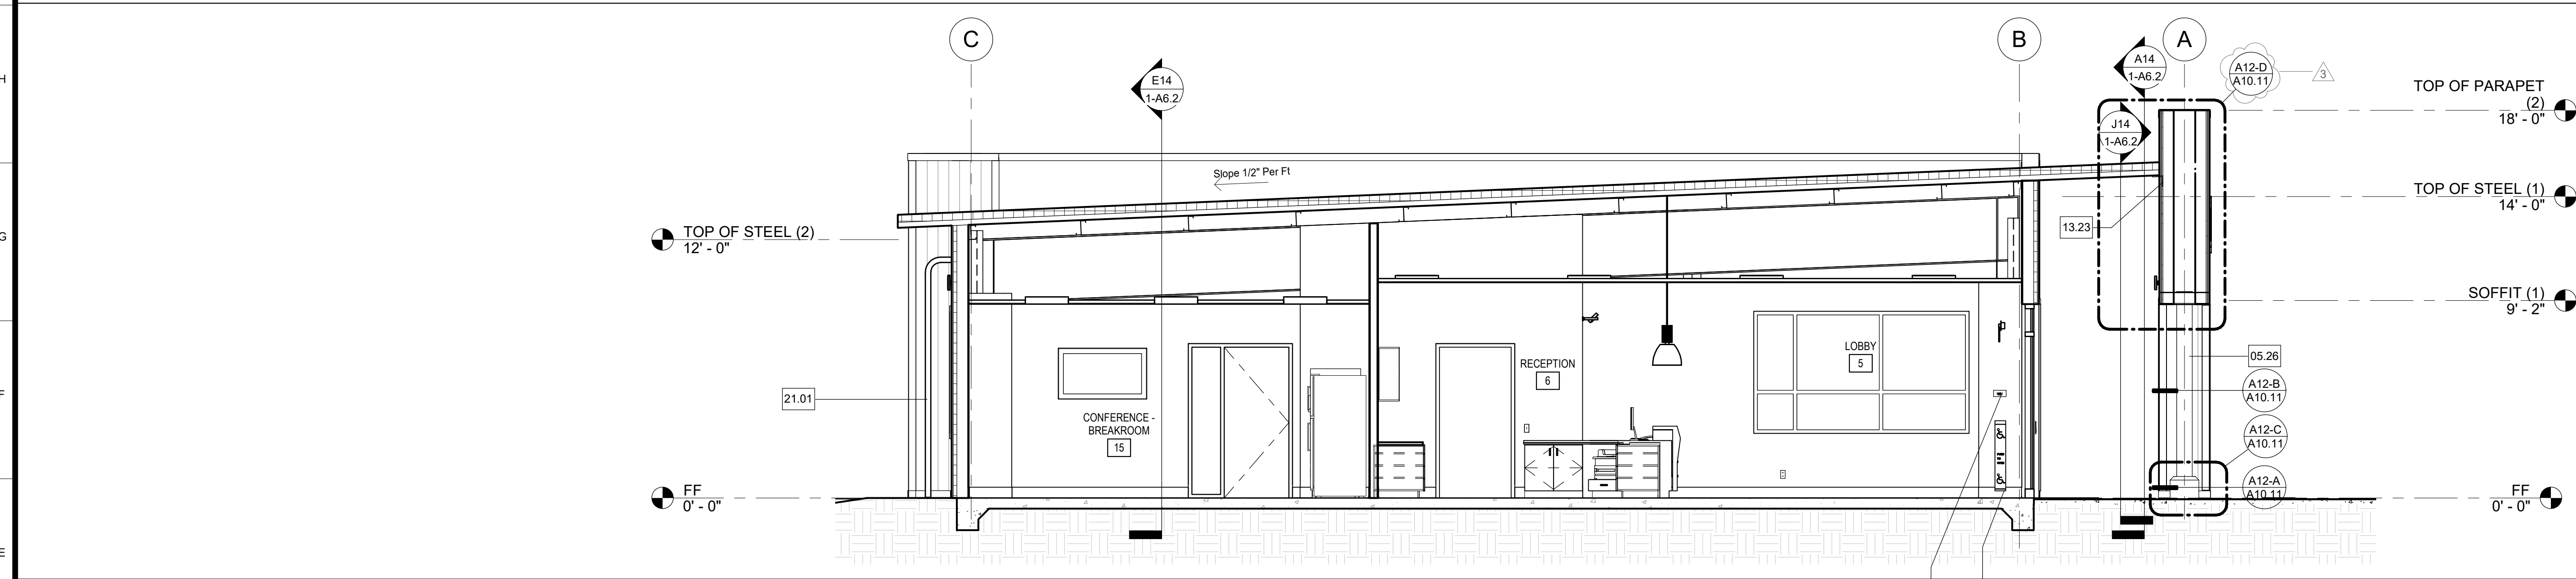 H
G
F
E
C
B
A
E14
1-A6.2
A14
1-A6.2
A12-D
A10.11
3
TOP OF PARAPET
(2)
18' - 0"
J14
1-A6.2
Slope 1/2" Per Ft
TOP OF STEEL (1)
14' - 0"
13.23
TOP OF STEEL (2)
12' - 0"
SOFFIT (1)
9' - 2"
LOBBY
5
RECEPTION
6
05.26
A12-B
A10.11
21.01
CONFERENCE -
BREAKROOM
15
A12-C
A10.11
A12-A
A10.11
FF
0' - 0"
FF
0' - 0"